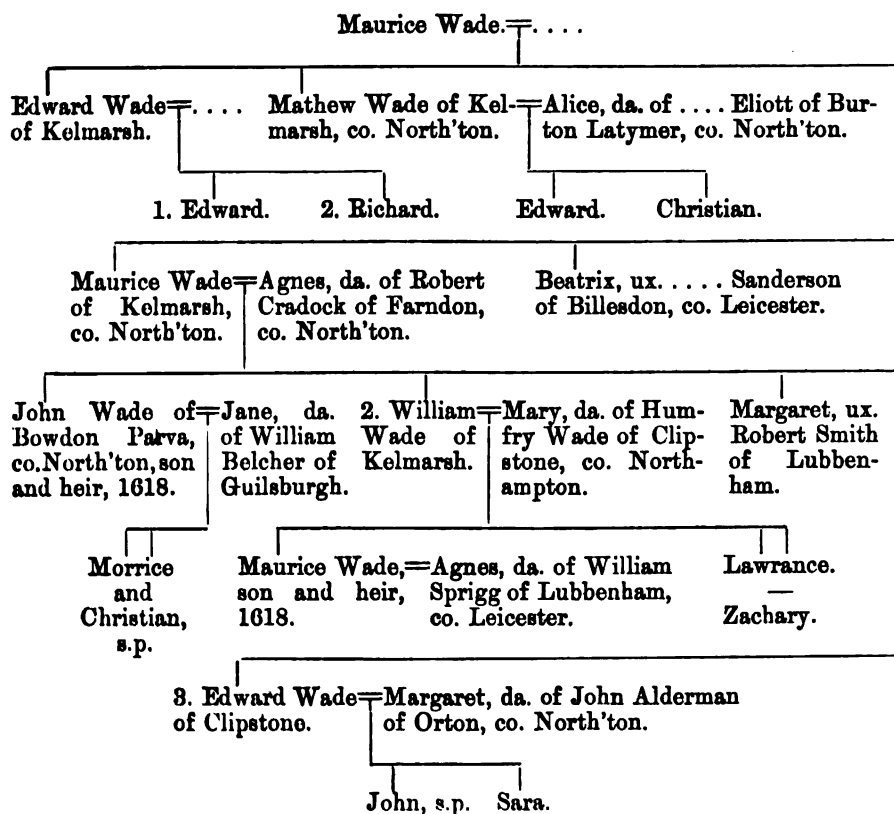 Maurice Wade.=....
Edward Wade=....
of Kelmarsh.
Mathew Wade of Kel-=Alice, da. of .... Eliott of Bur-
marsh, co. North'ton. ton Latymer, co. North'ton.
1. Edward. 2. Richard. Edward. Christian.
Maurice Wade=Agnes, da. of Robert
of Kelmarsh, Cradock of Farndon,
co. North'ton. co. North'ton.
Beatrix, ux. .... Sanderson
of Billesdon, co. Leicester.
John Wade of=Jane, da.
Bowdon Parva, of William
co.North'ton, son Belcher of
and heir, 1618. Guilsburgh.
2. William=Mary, da. of Hum-
Wade of fry Wade of Clip-
Kelmarsh. stone, co. North-
ampton.
Margaret, ux.
Robert Smith
of Lubben-
ham.
Morrice
and
Christian,
s.p.
Maurice Wade,=Agnes, da. of William
son and heir, Sprigg of Lubbenham,
1618. co. Leicester.
Lawrance.
—
Zachary.
3. Edward Wade=Margaret, da. of John Alderman
of Clipstone. of Orton, co. North'ton.
John, s.p. Sara.